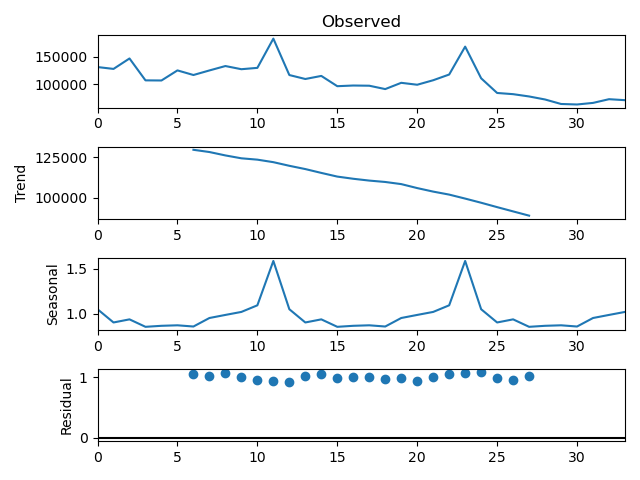 Observed
150000
100000
0 5 10 15 20 25 30
Trend
125000
100000
0 5 10 15 20 25 30
Seasonal
1.5
1.0
0 5 10 15 20 25 30
Residual
1
0
0 5 10 15 20 25 30